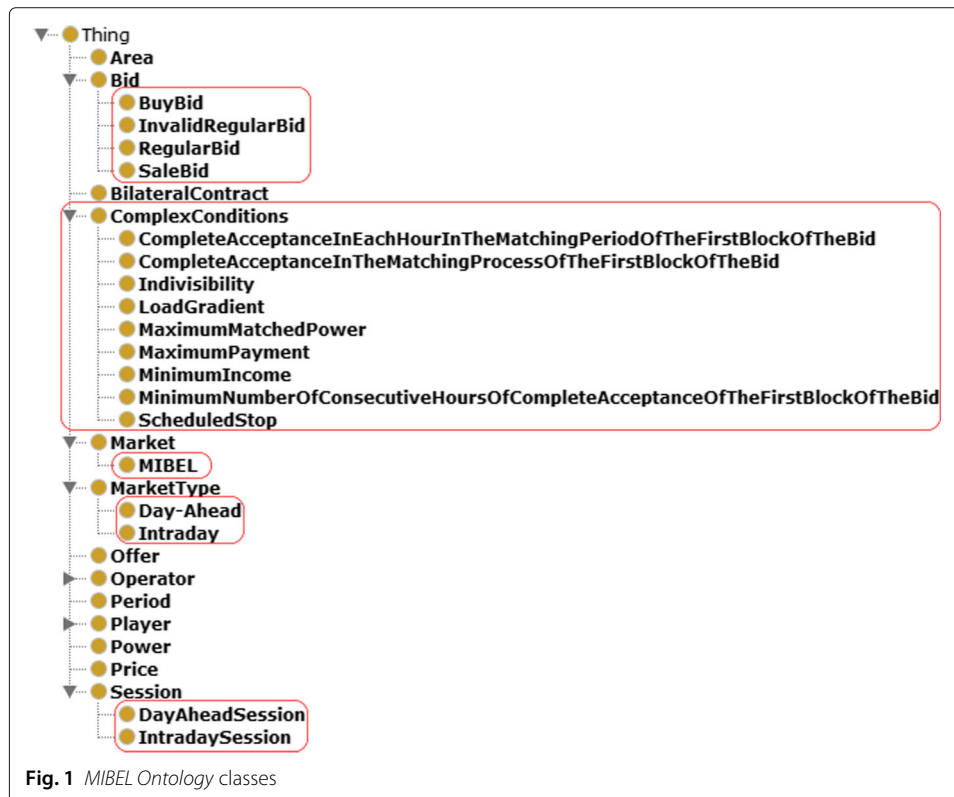 Thing
Area
Bid
BuyBid
InvalidRegularBid
RegularBid
SaleBid
BilateralContract
ComplexConditions
CompleteAcceptanceInEachHourInTheMatchingPeriodOfTheFirstBlockOfTheBid
CompleteAcceptanceInTheMatchingProcessOfTheFirstBlockOfTheBid
Indivisibility
LoadGradient
MaximumMatchedPower
MaximumPayment
MinimumIncome
MinimumNumberOfConsecutiveHoursOfCompleteAcceptanceOfTheFirstBlockOfTheBid
ScheduledStop
Market
MIBEL
MarketType
Day-Ahead
Intraday
Offer
Operator
Period
Player
Power
Price
Session
DayAheadSession
IntradaySession
Fig. 1 MIBEL Ontology classes